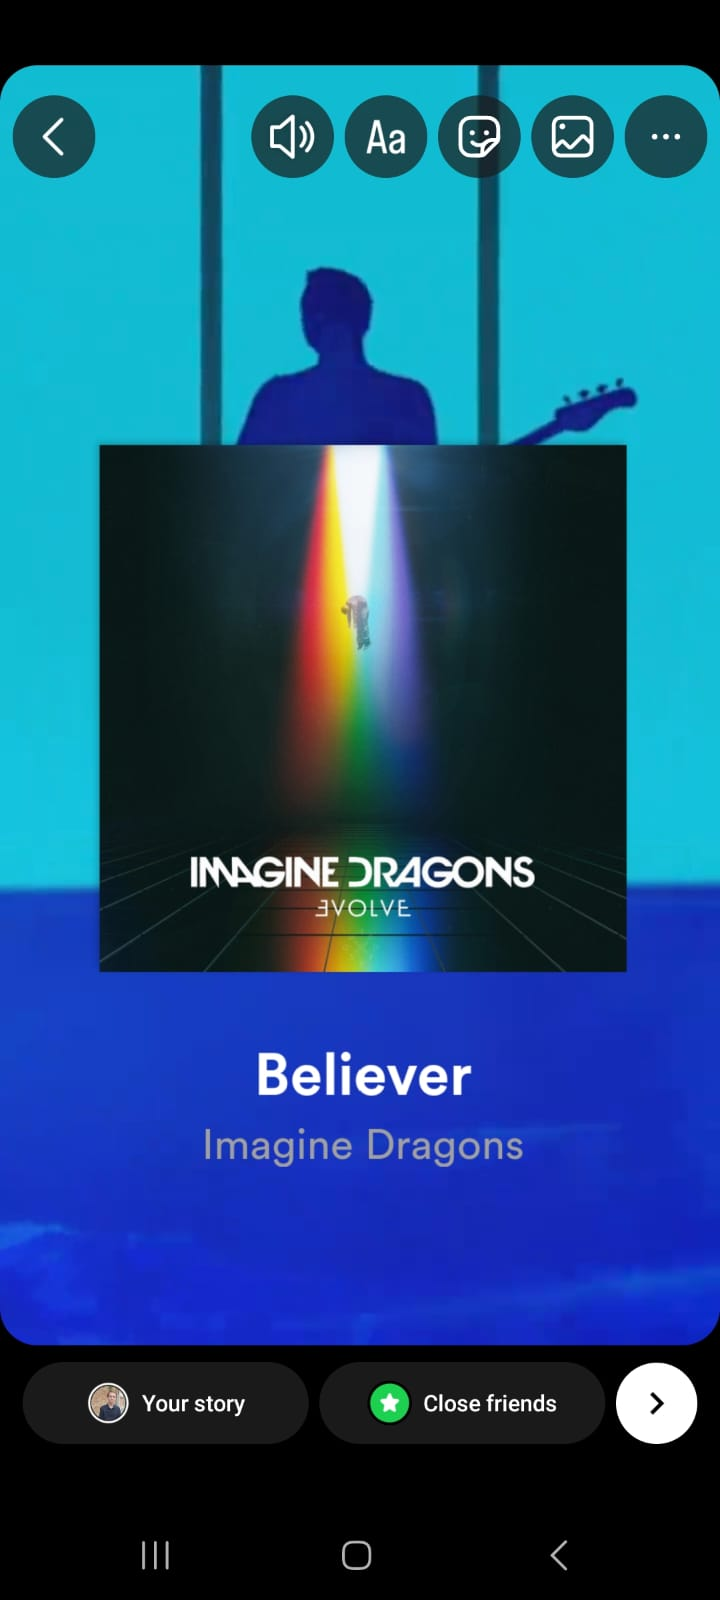 Aa
IMAGINE DRAGONS
EVOLVE
Believer
Imagine Dragons
Your story
Close friends